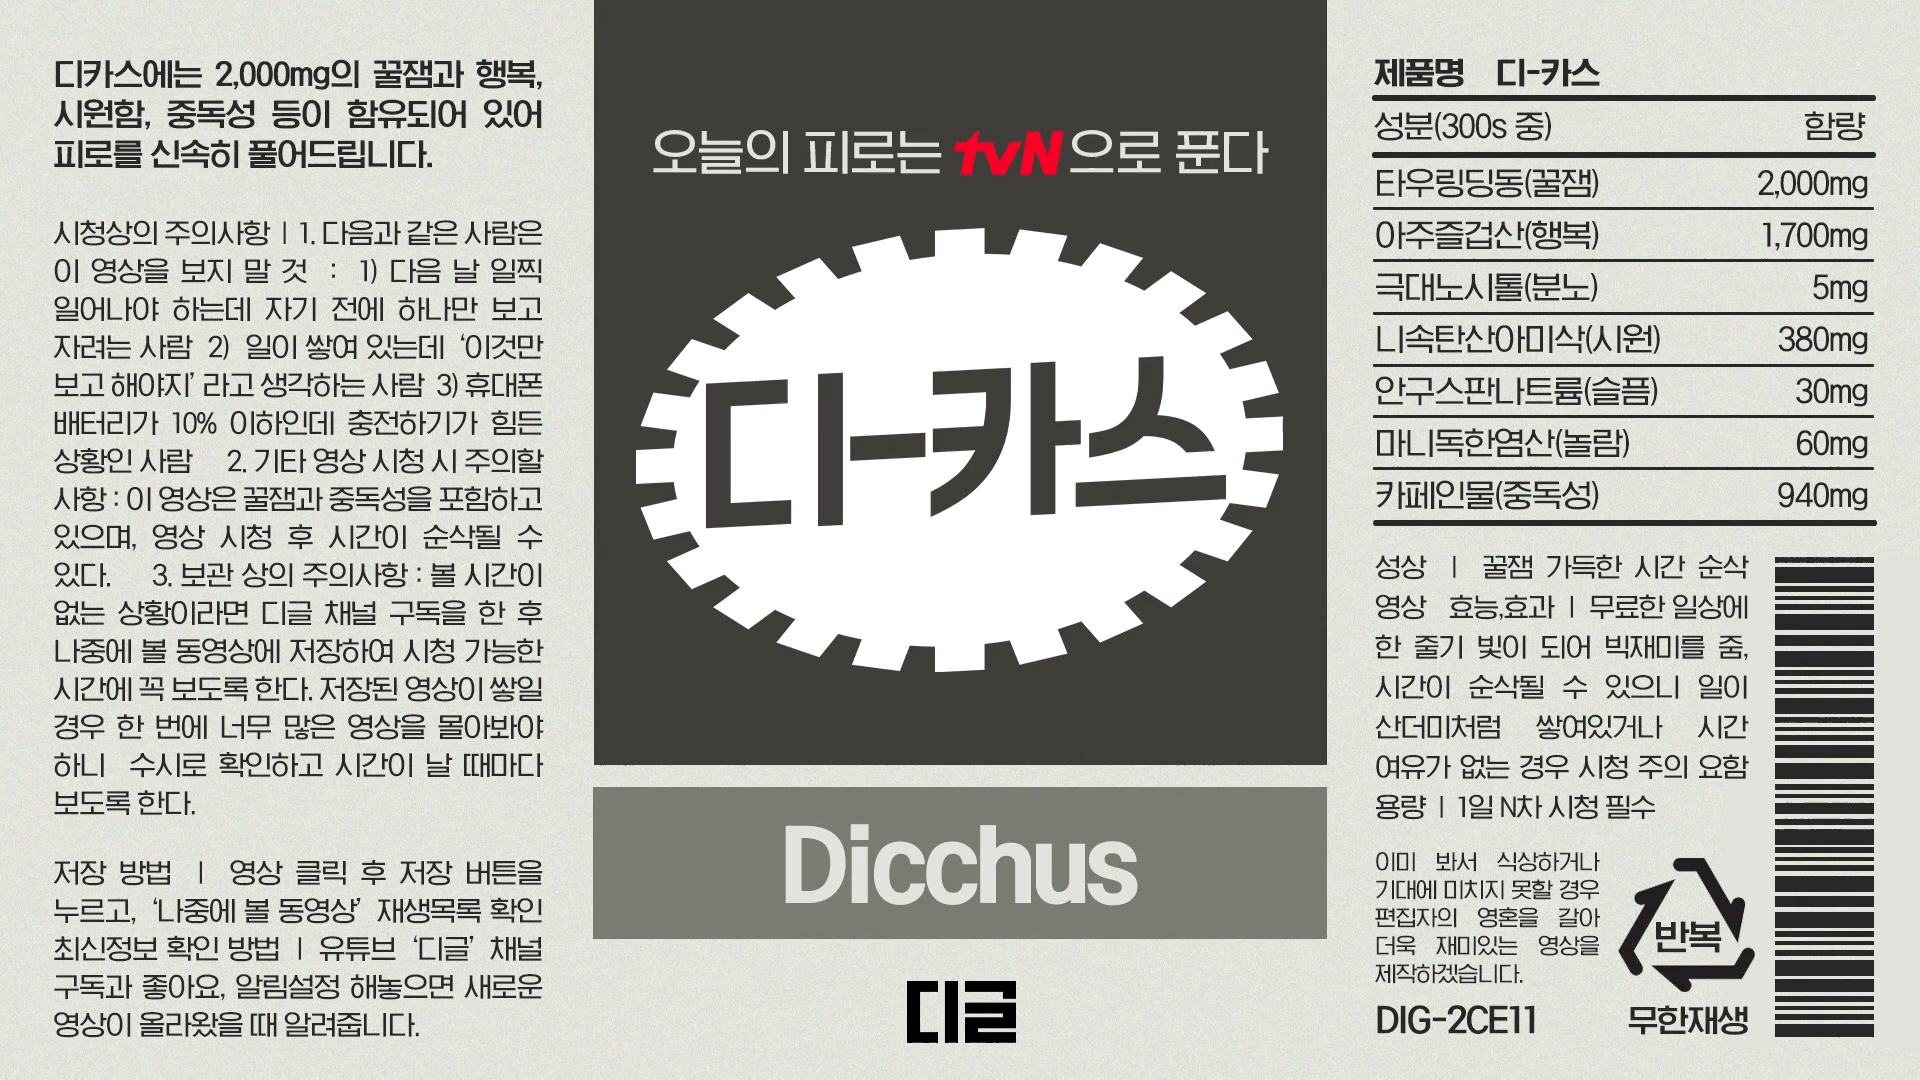 디카스에는 2,000mg의 꿀잼과 행복,
시원함, 중독성 등이 함유되어 있어
피로를 신속히 풀어드립니다.
시청상의 주의사항 | 1. 다음과 같은 사람은
이 영상을 보지 말 것 : 1) 다음 날 일찍
일어나야 하는데 자기 전에 하나만 보고
자려는 사람 2) 일이 쌓여 있는데 ‘이것만
보고 해야지’ 라고 생각하는 사람 3) 휴대폰
배터리가 10% 이하인데 충전하기가 힘든
상황인 사람 2. 기타 영상 시청 시 주의할
사항 : 이 영상은 꿀잼과 중독성을 포함하고
있으며, 영상 시청 후 시간이 순삭될 수
있다. 3. 보관 상의 주의사항 : 볼 시간이
없는 상황이라면 디글 채널 구독을 한 후
나중에 볼 동영상에 저장하여 시청 가능한
시간에 꼭 보도록 한다. 저장된 영상이 쌓일
경우 한 번에 너무 많은 영상을 몰아봐야
하니 수시로 확인하고 시간이 날 때마다
보도록 한다.
저장 방법 | 영상 클릭 후 저장 버튼을
누르고, ‘나중에 볼 동영상’ 재생목록 확인
최신정보 확인 방법 | 유튜브 ‘디글’ 채널
구독과 좋아요, 알림설정 해놓으면 새로운
영상이 올라왔을 때 알려줍니다.
오늘의 피로는 tvN으로 푼다
디-카스
Dicchus
디글
제품명 디-카스
성분(300s 중) 함량
타우링딩동(꿀잼) 2,000mg
아주즐겁산(행복) 1,700mg
극대노시톨(분노) 5mg
니속탄산아미삭(시원) 380mg
안구스판나트륨(슬픔) 30mg
마니독한염산(놀람) 60mg
카페인물(중독성) 940mg
성상 | 꿀잼 가득한 시간 순삭
영상 효능,효과 | 무료한 일상에
한 줄기 빛이 되어 빅재미를 줌,
시간이 순삭될 수 있으니 일이
산더미처럼 쌓여있거나 시간
여유가 없는 경우 시청 주의 요함
용량 | 1일 N차 시청 필수
이미 봐서 식상하거나
기대에 미치지 못할 경우
편집자의 영혼을 갈아
더욱 재미있는 영상을
제작하겠습니다.
DIG-2CE11
반복
무한재생